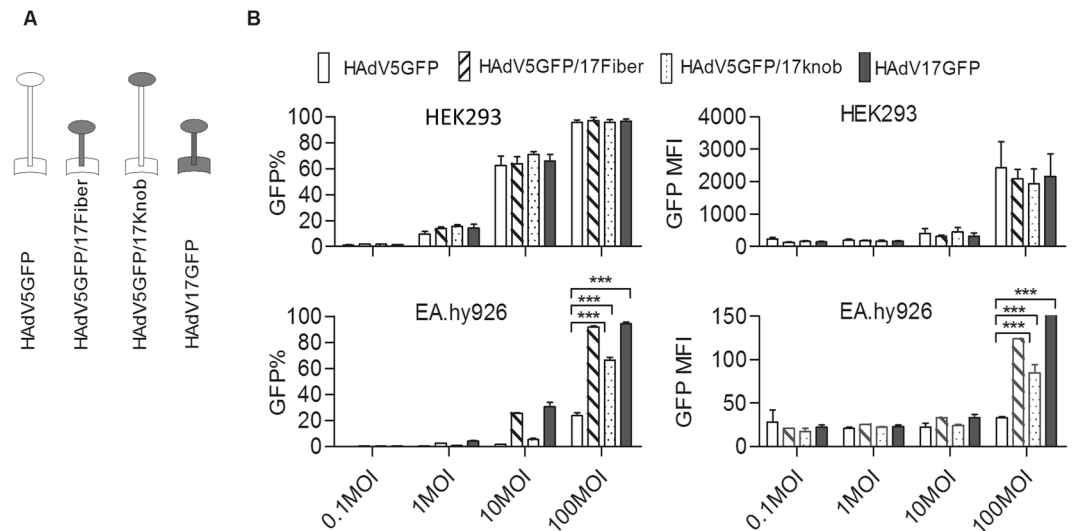 A
HAdV5GFP
HAdV5GFP/17Fiber
HAdV5GFP/17Knob
HAdV17GFP
B
HAdV5GFP HAdV5GFP/17Fiber HAdV5GFP/17knob HAdV17GFP
HEK293
GFP%
100
80
60
40
20
0
HEK293
GFP MFI
4000
3000
2000
1000
0
EA.hy926
GFP%
100
80
60
40
20
0
***
***
***
0.1MOI
1MOI
10MOI
100MOI
EA.hy926
GFP MFI
150
100
50
0
***
***
***
0.1MOI
1MOI
10MOI
100MOI